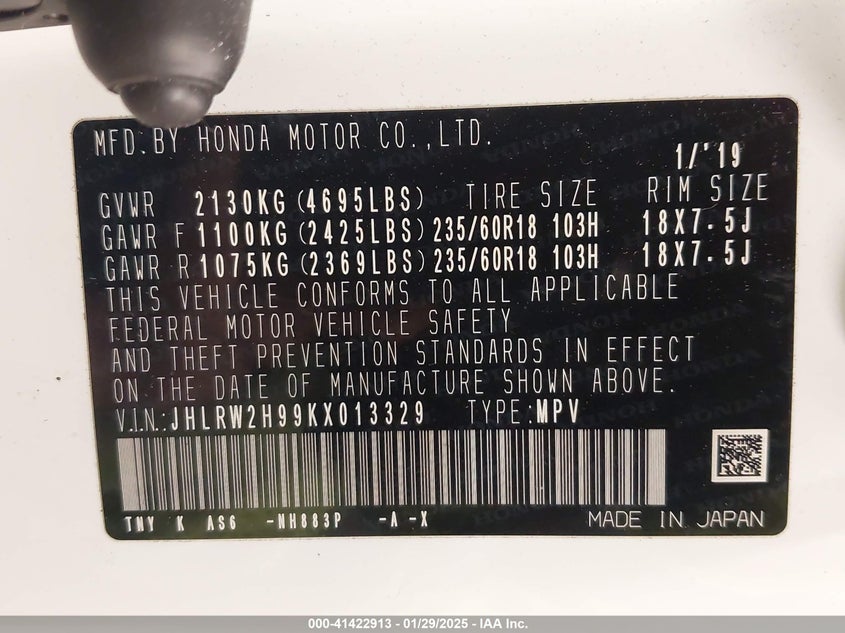 MFD.BY HONDA MOTOR CO.,LTD.
1/'19
GVWR 2130KG(4695LBS) TIRE SIZE RIM SIZE
GAWR F 1100KG(2425LBS) 235/60R18 103H 18X7.5J
GAWR R 1075KG(2369LBS) 235/60R18 103H 18X7.5J
THIS VEHICLE CONFORMS TO ALL APPLICABLE
FEDERAL MOTOR VEHICLE SAFETY
AND THEFT PREVENTION STANDARDS IN EFFECT
ON THE DATE OF MANUFACTURE SHOWN ABOVE.
V.I.N.:JHLRW2H99KX013329 TYPE:MPV
TNY K AS6 -NH883P -A -X
MADE IN JAPAN
000-41422913 - 01/29/2025 - IAA Inc.